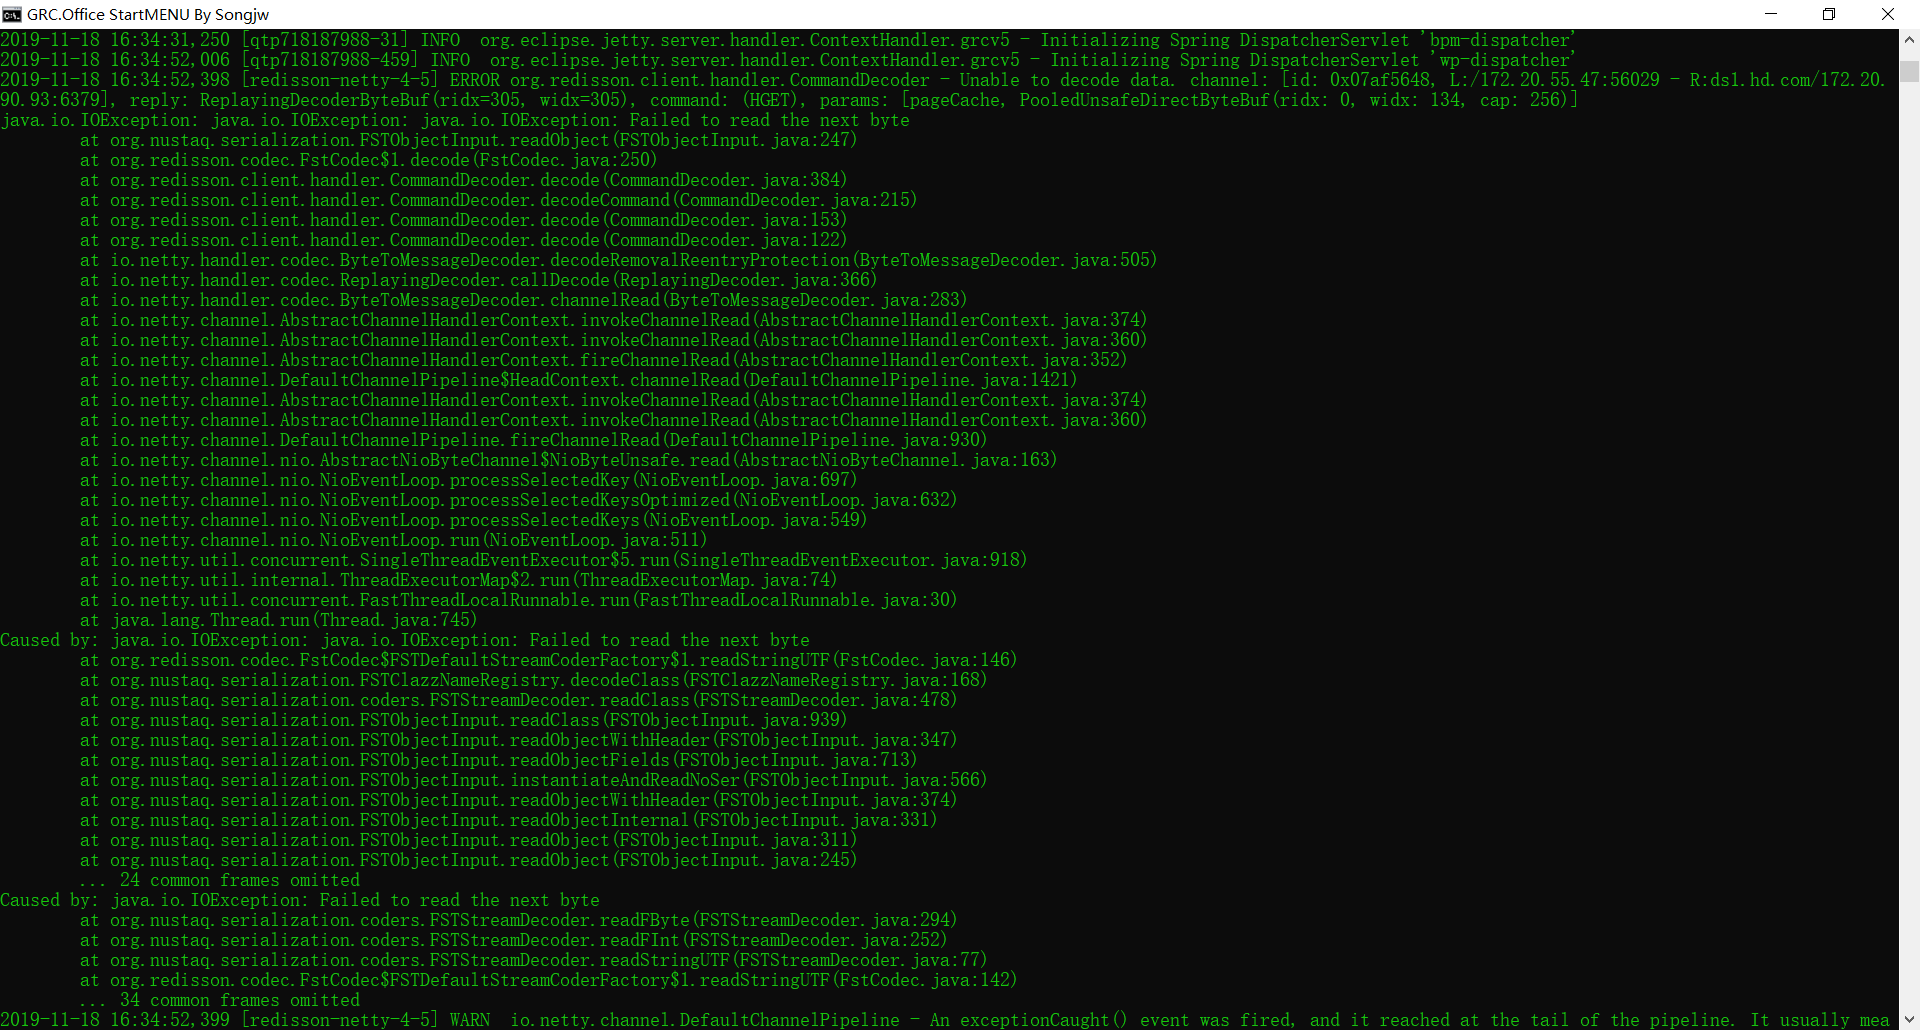 GRC.Office StartMENU By Songjw
2019-11-18 16:34:31,250 [qtp718187988-31] INFO  org.eclipse.jetty.server.handler.ContextHandler.grcv5 - Initializing Spring DispatcherServlet 'bpm-dispatcher'
2019-11-18 16:34:52,006 [qtp718187988-459] INFO  org.eclipse.jetty.server.handler.ContextHandler.grcv5 - Initializing Spring DispatcherServlet 'wp-dispatcher'
2019-11-18 16:34:52,398 [redisson-netty-4-5] ERROR org.redisson.client.handler.CommandDecoder - Unable to decode data. channel: [id: 0x07af5648, L:/172.20.55.47:56029 - R:ds1.hd.com/172.20.
90.93:6379], reply: ReplayingDecoderByteBuf(ridx=305, widx=305), command: (HGET), params: [pageCache, PooledUnsafeDirectByteBuf(ridx: 0, widx: 134, cap: 256)]
java.io.IOException: java.io.IOException: java.io.IOException: Failed to read the next byte
        at org.nustaq.serialization.FSTObjectInput.readObject(FSTObjectInput.java:247)
        at org.redisson.codec.FstCodec$1.decode(FstCodec.java:250)
        at org.redisson.client.handler.CommandDecoder.decode(CommandDecoder.java:384)
        at org.redisson.client.handler.CommandDecoder.decodeCommand(CommandDecoder.java:215)
        at org.redisson.client.handler.CommandDecoder.decode(CommandDecoder.java:153)
        at org.redisson.client.handler.CommandDecoder.decode(CommandDecoder.java:122)
        at io.netty.handler.codec.ByteToMessageDecoder.decodeRemovalReentryProtection(ByteToMessageDecoder.java:505)
        at io.netty.handler.codec.ReplayingDecoder.callDecode(ReplayingDecoder.java:366)
        at io.netty.handler.codec.ByteToMessageDecoder.channelRead(ByteToMessageDecoder.java:283)
        at io.netty.channel.AbstractChannelHandlerContext.invokeChannelRead(AbstractChannelHandlerContext.java:374)
        at io.netty.channel.AbstractChannelHandlerContext.invokeChannelRead(AbstractChannelHandlerContext.java:360)
        at io.netty.channel.AbstractChannelHandlerContext.fireChannelRead(AbstractChannelHandlerContext.java:352)
        at io.netty.channel.DefaultChannelPipeline$HeadContext.channelRead(DefaultChannelPipeline.java:1421)
        at io.netty.channel.AbstractChannelHandlerContext.invokeChannelRead(AbstractChannelHandlerContext.java:374)
        at io.netty.channel.AbstractChannelHandlerContext.invokeChannelRead(AbstractChannelHandlerContext.java:360)
        at io.netty.channel.DefaultChannelPipeline.fireChannelRead(DefaultChannelPipeline.java:930)
        at io.netty.channel.nio.AbstractNioByteChannel$NioByteUnsafe.read(AbstractNioByteChannel.java:163)
        at io.netty.channel.nio.NioEventLoop.processSelectedKey(NioEventLoop.java:697)
        at io.netty.channel.nio.NioEventLoop.processSelectedKeysOptimized(NioEventLoop.java:632)
        at io.netty.channel.nio.NioEventLoop.processSelectedKeys(NioEventLoop.java:549)
        at io.netty.channel.nio.NioEventLoop.run(NioEventLoop.java:511)
        at io.netty.util.concurrent.SingleThreadEventExecutor$5.run(SingleThreadEventExecutor.java:918)
        at io.netty.util.internal.ThreadExecutorMap$2.run(ThreadExecutorMap.java:74)
        at io.netty.util.concurrent.FastThreadLocalRunnable.run(FastThreadLocalRunnable.java:30)
        at java.lang.Thread.run(Thread.java:745)
Caused by: java.io.IOException: java.io.IOException: Failed to read the next byte
        at org.redisson.codec.FstCodec$FSTDefaultStreamCoderFactory$1.readStringUTF(FstCodec.java:146)
        at org.nustaq.serialization.FSTClazzNameRegistry.decodeClass(FSTClazzNameRegistry.java:168)
        at org.nustaq.serialization.coders.FSTStreamDecoder.readClass(FSTStreamDecoder.java:478)
        at org.nustaq.serialization.FSTObjectInput.readClass(FSTObjectInput.java:939)
        at org.nustaq.serialization.FSTObjectInput.readObjectWithHeader(FSTObjectInput.java:347)
        at org.nustaq.serialization.FSTObjectInput.readObjectFields(FSTObjectInput.java:713)
        at org.nustaq.serialization.FSTObjectInput.instantiateAndReadNoSer(FSTObjectInput.java:566)
        at org.nustaq.serialization.FSTObjectInput.readObjectWithHeader(FSTObjectInput.java:374)
        at org.nustaq.serialization.FSTObjectInput.readObjectInternal(FSTObjectInput.java:331)
        at org.nustaq.serialization.FSTObjectInput.readObject(FSTObjectInput.java:311)
        at org.nustaq.serialization.FSTObjectInput.readObject(FSTObjectInput.java:245)
        ... 24 common frames omitted
Caused by: java.io.IOException: Failed to read the next byte
        at org.nustaq.serialization.coders.FSTStreamDecoder.readFByte(FSTStreamDecoder.java:294)
        at org.nustaq.serialization.coders.FSTStreamDecoder.readFInt(FSTStreamDecoder.java:252)
        at org.nustaq.serialization.coders.FSTStreamDecoder.readStringUTF(FSTStreamDecoder.java:77)
        at org.redisson.codec.FstCodec$FSTDefaultStreamCoderFactory$1.readStringUTF(FstCodec.java:142)
        ... 34 common frames omitted
2019-11-18 16:34:52,399 [redisson-netty-4-5] WARN  io.netty.channel.DefaultChannelPipeline - An exceptionCaught() event was fired, and it reached at the tail of the pipeline. It usually mea